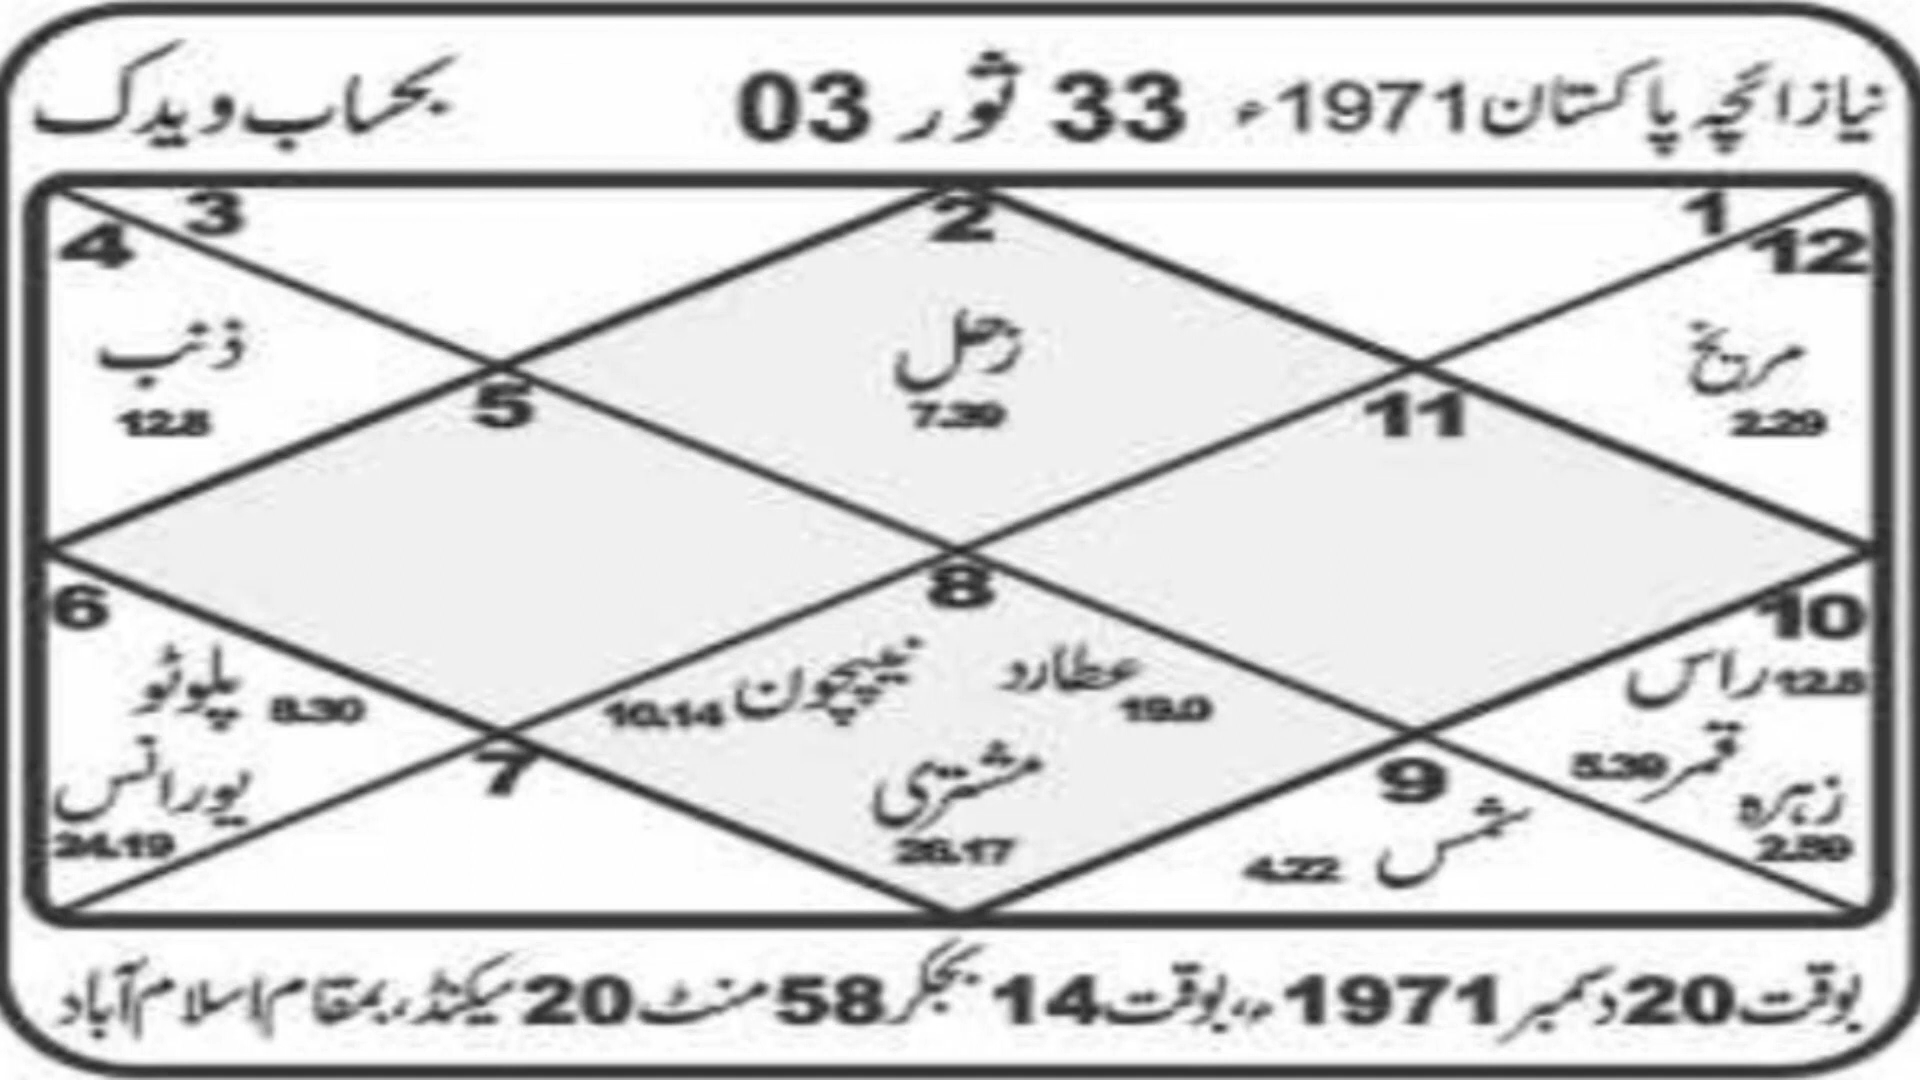 نیا زائچہ پاکستان 1971ء 33 ثور 03 بحساب ویدک
3
2
1
4
12
ذنب
12.8
زحل
7.39
مریخ
2.29
5
11
8
6
10
پلوٹو 8.30
نیپچون 10.14
عطارد 19.0
راس 12.8
یورانس
24.19
7
مشتری
26.17
9
شمس 4.22
قمر 5.39
زہرہ
2.59
بوقت 20 دسمبر 1971ء، بوقت 14 بجکر 58 منٹ 20 سیکنڈ، بمقام اسلام آباد